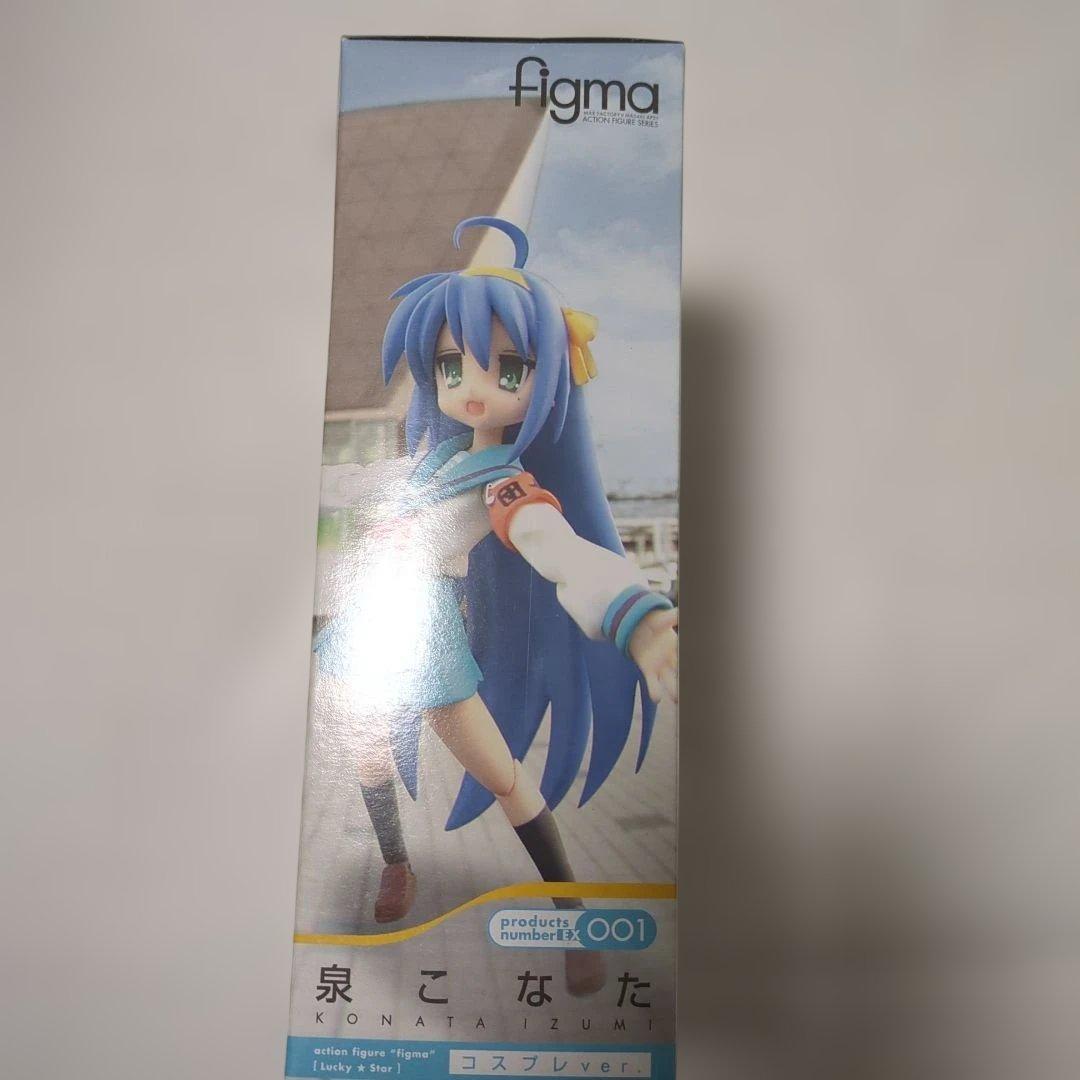 figma
MAX FACTORY × MASAKI APSY
ACTION FIGURE SERIES
団
products
number EX 001
泉こなた
KONATA IZUMI
action figure "figma"
[ Lucky ★ Star ]
コスプレver.